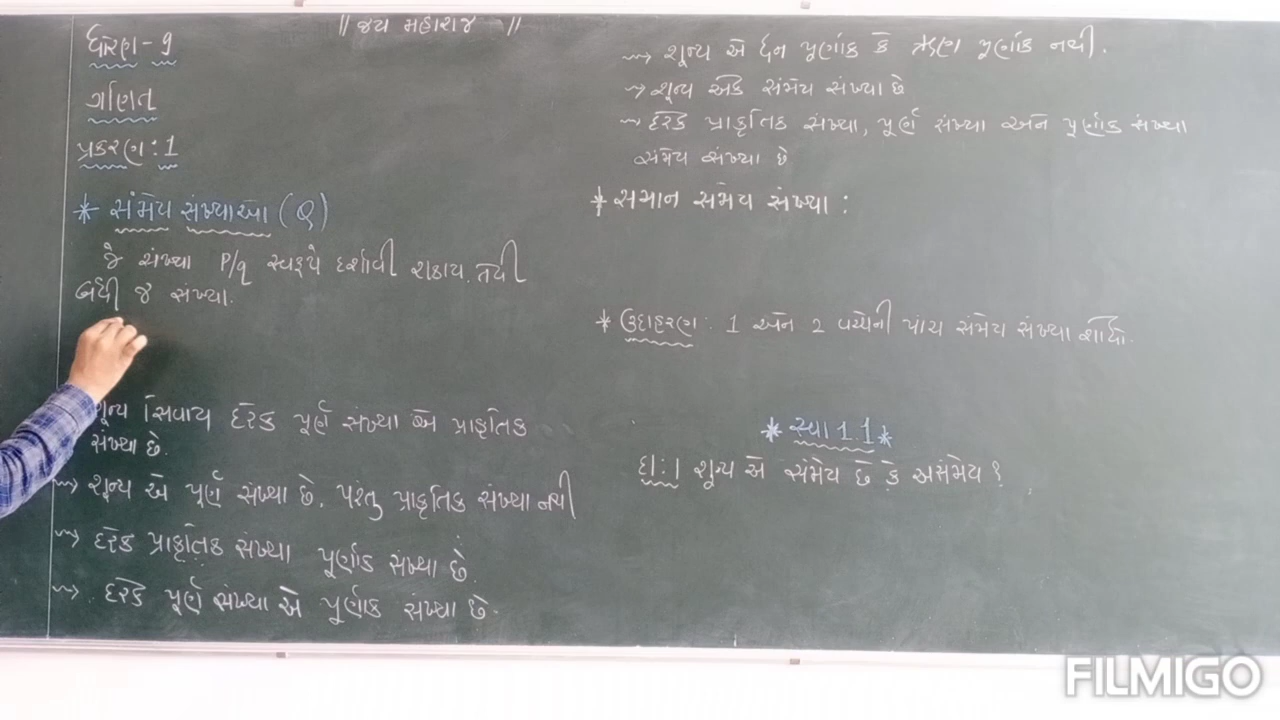 || જય મહારાજ ||
ધોરણ - ૭
ગણિત
પ્રકરણ : 1
* સંમેય સંખ્યાઓ (Q)
જે સંખ્યા P/q સ્વરૂપે દર્શાવી શકાય તેવી
બધી જ સંખ્યા.
શૂન્ય સિવાય દરેક પૂર્ણ સંખ્યા એ પ્રાકૃતિક
સંખ્યા છે.
⇝ શૂન્ય એ પૂર્ણ સંખ્યા છે. પરંતુ પ્રાકૃતિક સંખ્યા નથી
⇝ દરેક પ્રાકૃતિક સંખ્યા પૂર્ણાંક સંખ્યા છે.
⇝ દરેક પૂર્ણ સંખ્યા એ પૂર્ણાંક સંખ્યા છે.
⇝ શૂન્ય એ ધન પૂર્ણાંક કે ઋણ પૂર્ણાંક નથી.
⇝ શૂન્ય એક સંમેય સંખ્યા છે
⇝ દરેક પ્રાકૃતિક સંખ્યા, પૂર્ણ સંખ્યા અને પૂર્ણાંક સંખ્યા
સંમેય સંખ્યા છે
* સમાન સંમેય સંખ્યા :
* ઉદાહરણ : 1 અને 2 વચ્ચેની પાંચ સંમેય સંખ્યા શોધો.
* સ્વા 1.1 *
દા:1 શૂન્ય એ સંમેય છે કે અસંમેય ?
FILMIGO